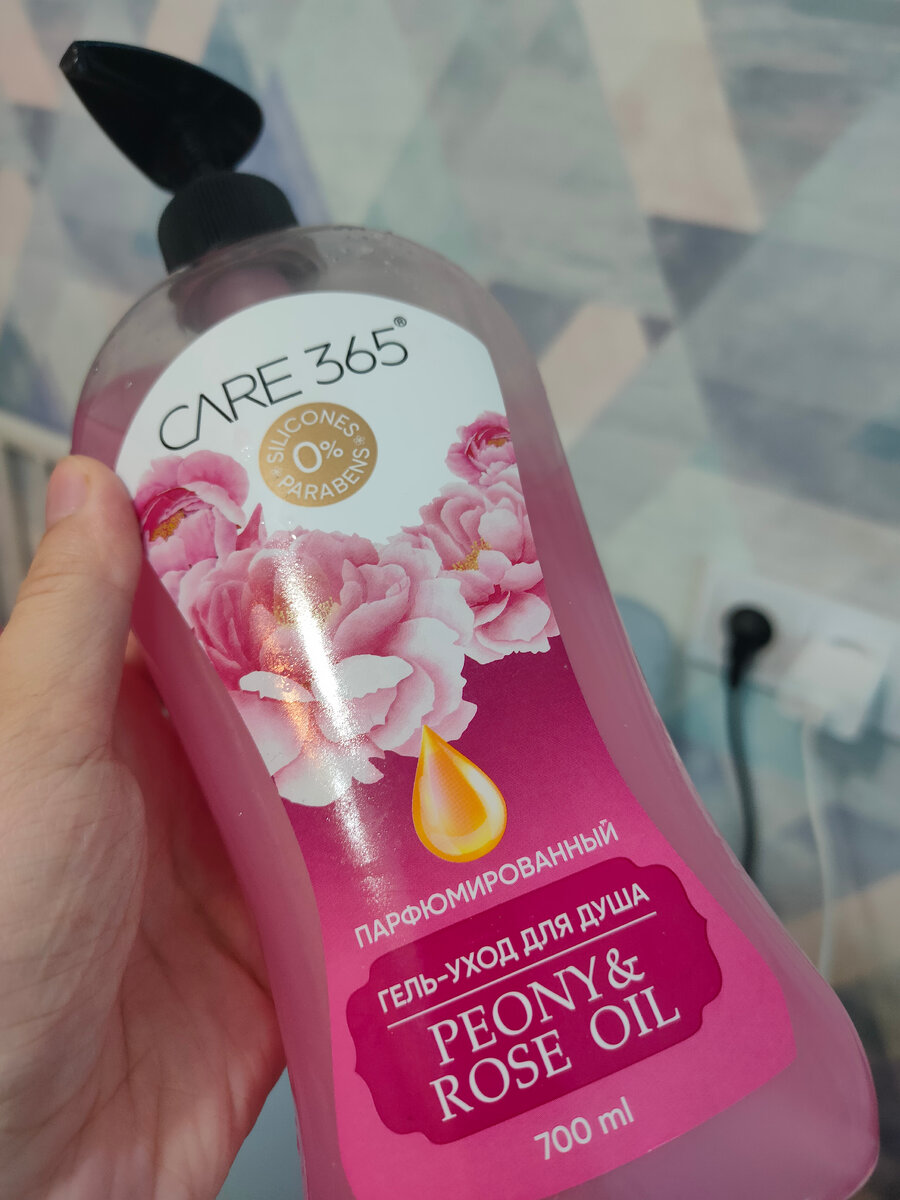 CARE 365®
SILICONES
0%
PARABENS
ПАРФЮМИРОВАННЫЙ
ГЕЛЬ-УХОД ДЛЯ ДУША
PEONY&
ROSE OIL
700 ml